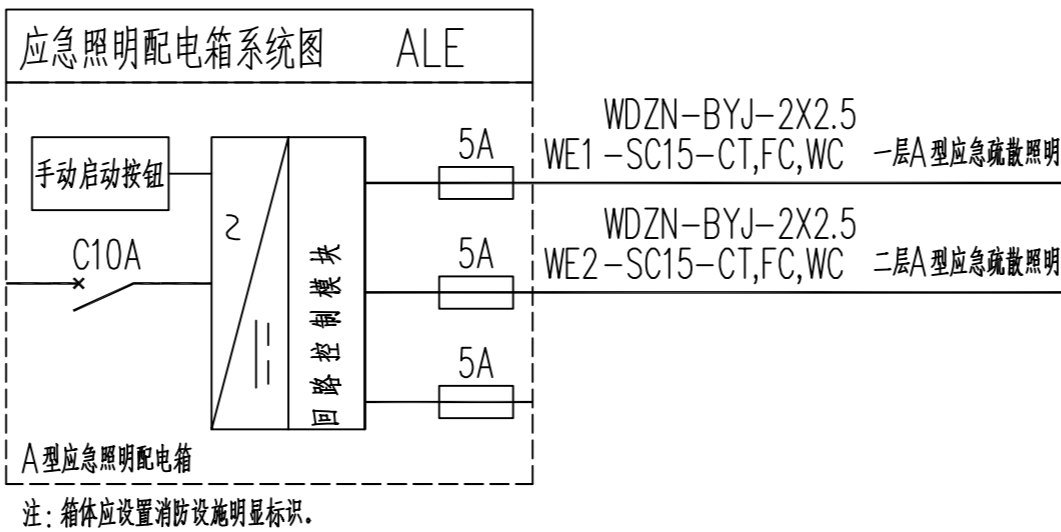 应急照明配电箱系统图 ALE
手动启动按钮
C10A
回路控制模块
5A
WDZN-BYJ-2X2.5
WE1-SC15-CT,FC,WC 一层A型应急疏散照明
5A
WDZN-BYJ-2X2.5
WE2-SC15-CT,FC,WC 二层A型应急疏散照明
5A
A型应急照明配电箱
注：箱体应设置消防设施明显标识。